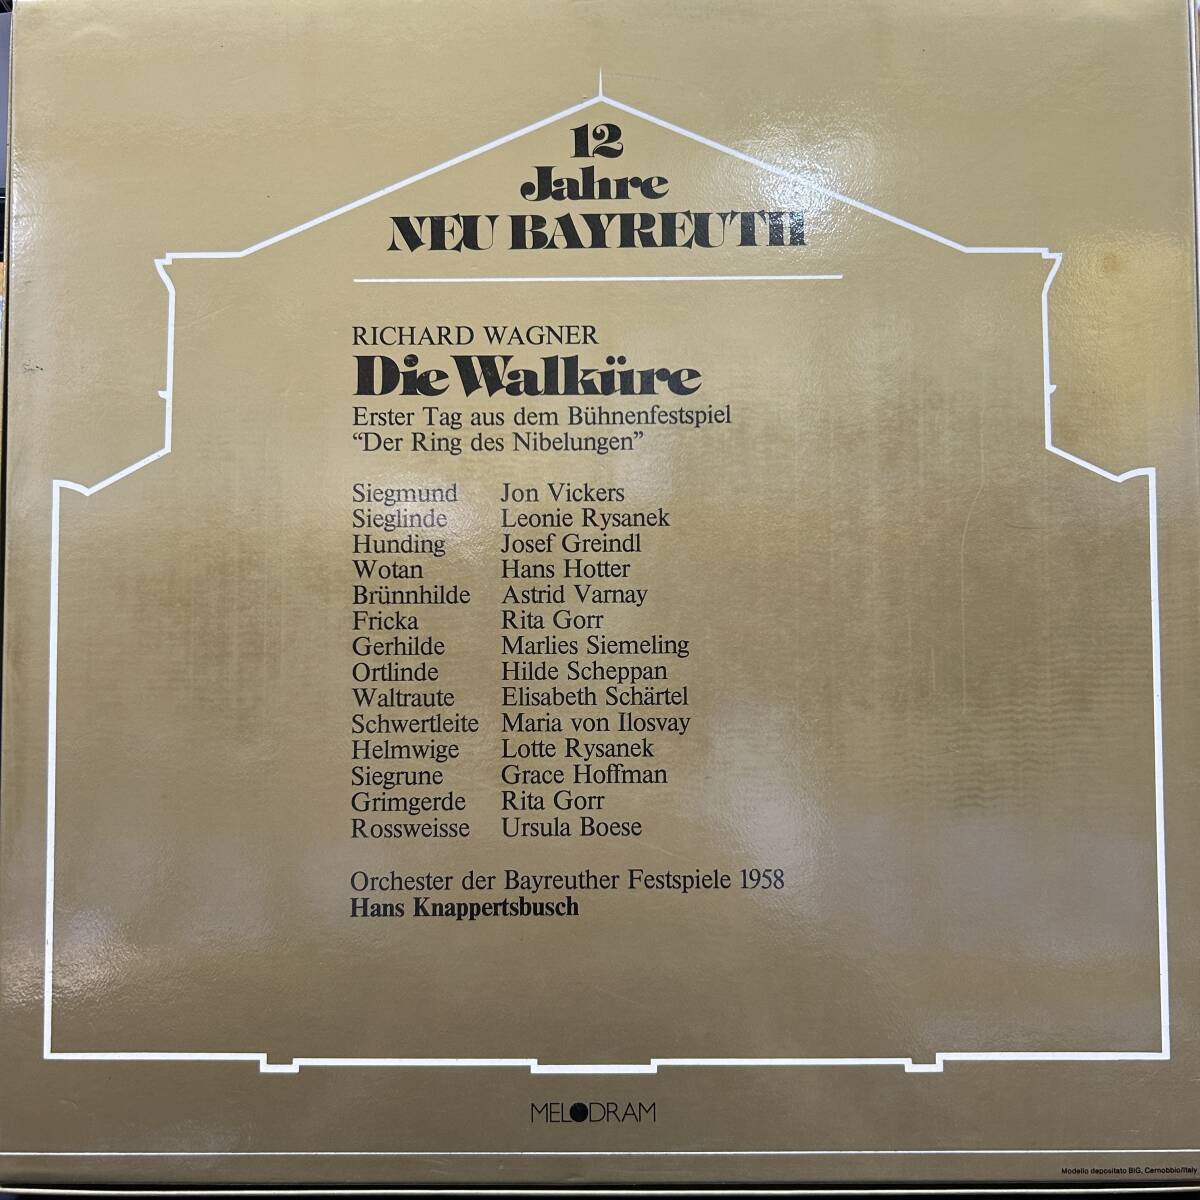 12
Jahre
NEU BAYREUTH
RICHARD WAGNER
Die Walküre
Erster Tag aus dem Bühnenfestspiel
“Der Ring des Nibelungen”
Siegmund Jon Vickers
Sieglinde Leonie Rysanek
Hunding Josef Greindl
Wotan Hans Hotter
Brünnhilde Astrid Varnay
Fricka Rita Gorr
Gerhilde Marlies Siemeling
Ortlinde Hilde Scheppan
Waltraute Elisabeth Schärtel
Schwertleite Maria von Ilosvay
Helmwige Lotte Rysanek
Siegrune Grace Hoffman
Grimgerde Rita Gorr
Rossweisse Ursula Boese
Orchester der Bayreuther Festspiele 1958
Hans Knappertsbusch
MELODRAM
Modello depositato BIG, Cernobbio/Italy